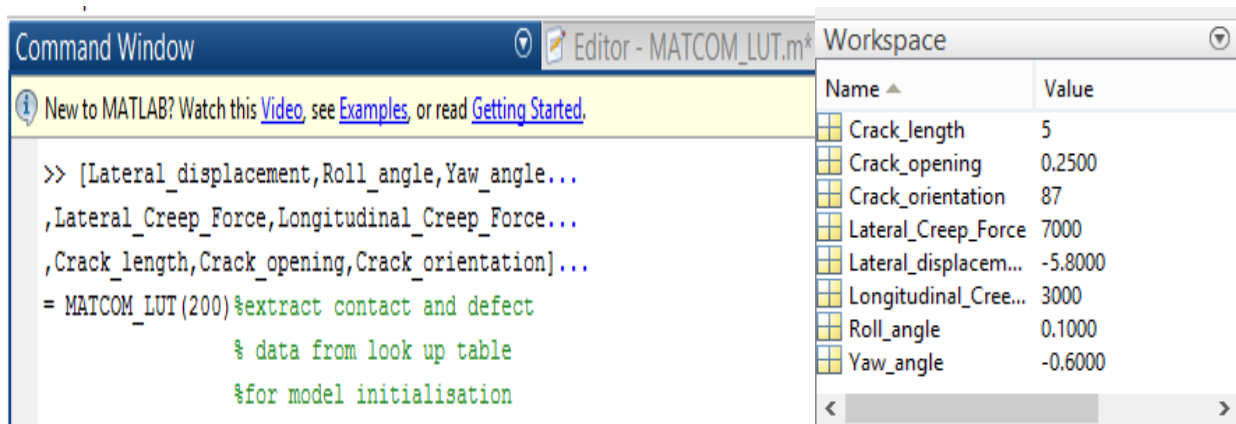 Command Window
Editor - MATCOM_LUT.m*
New to MATLAB? Watch this Video, see Examples, or read Getting Started.
>> [Lateral_displacement,Roll_angle,Yaw_angle...
,Lateral_Creep_Force,Longitudinal_Creep_Force...
,Crack_length,Crack_opening,Crack_orientation]...
= MATCOM_LUT(200)%extract contact and defect
% data from look up table
%for model initialisation
Workspace
Name Value
Crack_length 5
Crack_opening 0.2500
Crack_orientation 87
Lateral_Creep_Force 7000
Lateral_displacem... -5.8000
Longitudinal_Cree... 3000
Roll_angle 0.1000
Yaw_angle -0.6000